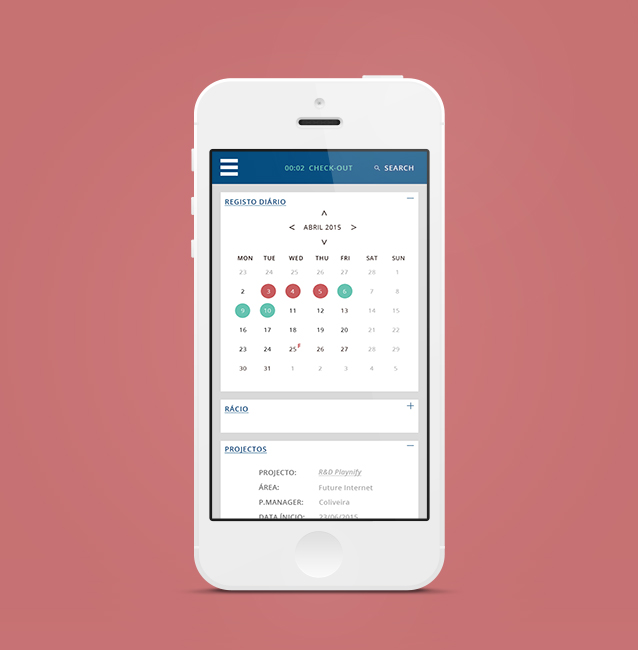 00:02 CHECK-OUT SEARCH
REGISTO DIÁRIO
< ABRIL 2015 >
MON TUE WED THU FRI SAT SUN
23 24 25 26 27 28 1
2 3 4 5 6 7 8
9 10 11 12 13 14 15
16 17 18 19 20 21 22
23 24 25 F 26 27 28 29
30 31 1 2 3 4 5
RÁCIO
PROJECTOS
PROJECTO: R&D Playnify
ÁREA: Future Internet
P.MANAGER: Coliveira
DATA ÍNICIO: 23/06/2015